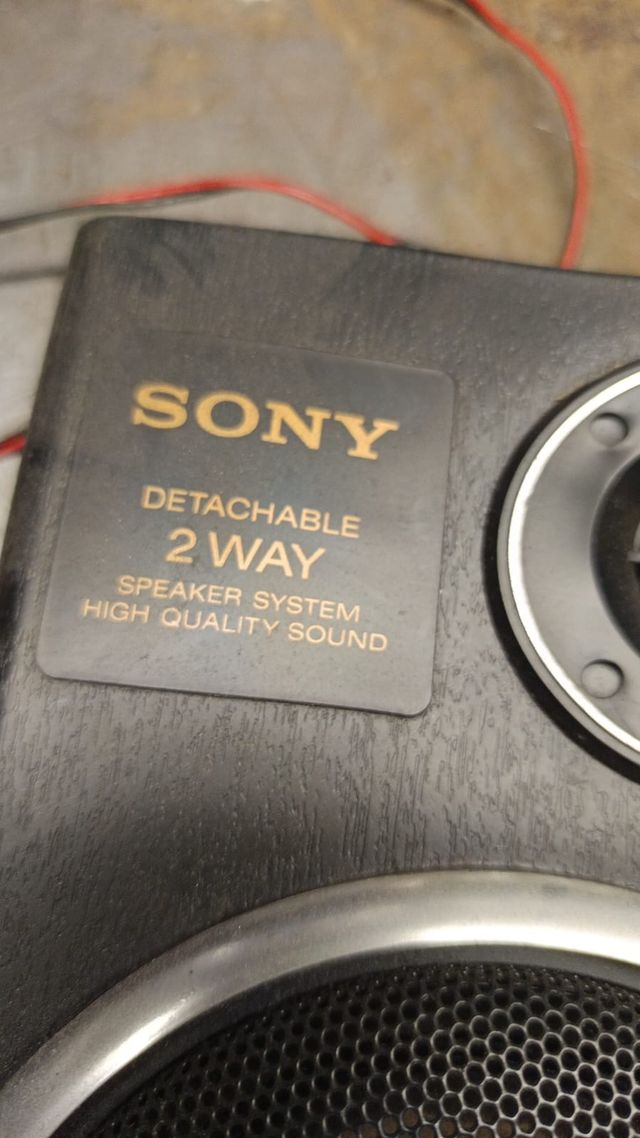 SONY
DETACHABLE
2 WAY
SPEAKER SYSTEM
HIGH QUALITY SOUND